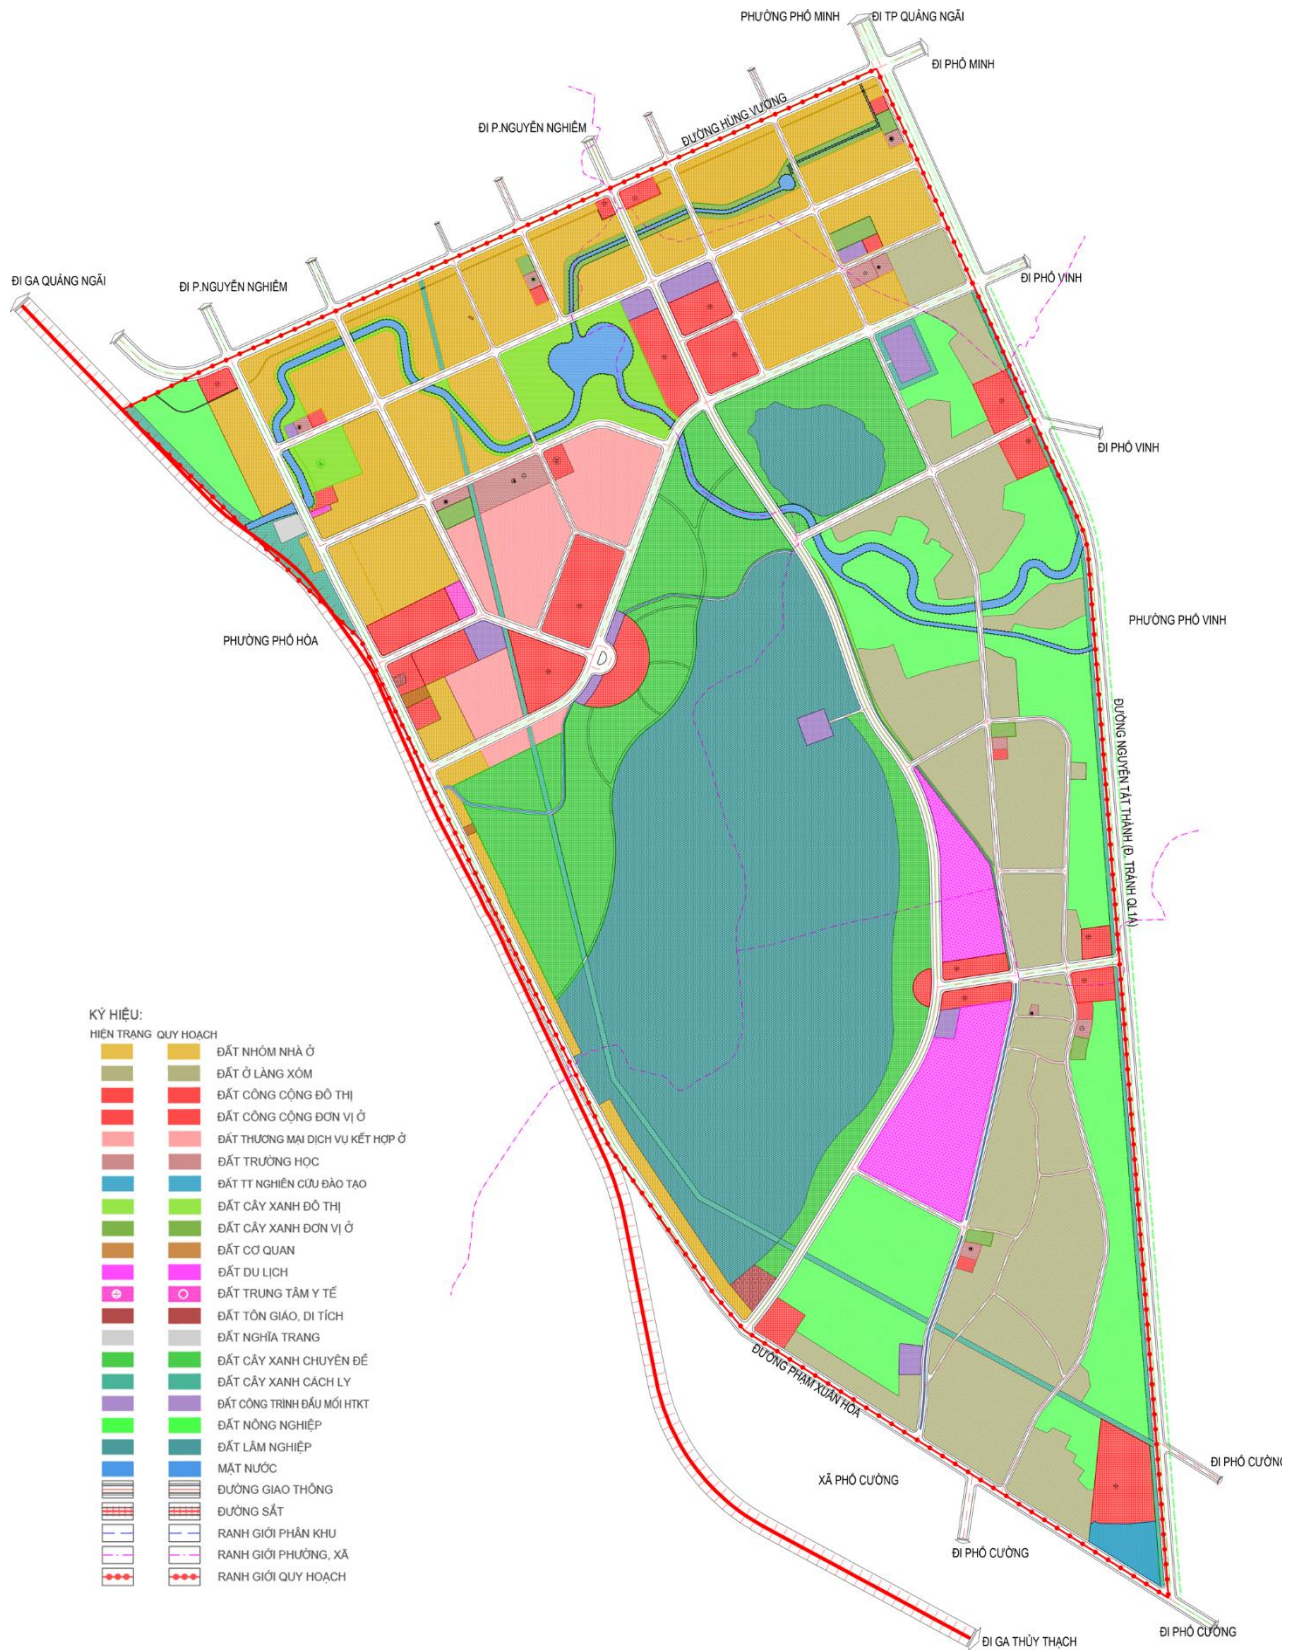 PHƯỜNG PHỔ MINH
ĐI TP QUẢNG NGÃI
ĐI PHỔ MINH
ĐƯỜNG HÙNG VƯƠNG
ĐI P.NGUYỄN NGHIÊM
ĐI GA QUẢNG NGÃI
ĐI P.NGUYỄN NGHIÊM
ĐI PHỔ VINH
ĐI PHỔ VINH
PHƯỜNG PHỔ HÒA
PHƯỜNG PHỔ VINH
ĐƯỜNG NGUYỄN TẤT THÀNH (Đ. TRÁNH QL1A)
KÝ HIỆU:
HIỆN TRẠNG QUY HOẠCH
ĐẤT NHÓM NHÀ Ở
ĐẤT Ở LÀNG XÓM
ĐẤT CÔNG CỘNG ĐÔ THỊ
ĐẤT CÔNG CỘNG ĐƠN VỊ Ở
ĐẤT THƯƠNG MẠI DỊCH VỤ KẾT HỢP Ở
ĐẤT TRƯỜNG HỌC
ĐẤT TT NGHIÊN CỨU ĐÀO TẠO
ĐẤT CÂY XANH ĐÔ THỊ
ĐẤT CÂY XANH ĐƠN VỊ Ở
ĐẤT CƠ QUAN
ĐẤT DU LỊCH
ĐẤT TRUNG TÂM Y TẾ
ĐẤT TÔN GIÁO, DI TÍCH
ĐẤT NGHĨA TRANG
ĐẤT CÂY XANH CHUYÊN ĐỀ
ĐẤT CÂY XANH CÁCH LY
ĐẤT CÔNG TRÌNH ĐẦU MỐI HTKT
ĐẤT NÔNG NGHIỆP
ĐẤT LÂM NGHIỆP
MẶT NƯỚC
ĐƯỜNG GIAO THÔNG
ĐƯỜNG SẮT
RANH GIỚI PHÂN KHU
RANH GIỚI PHƯỜNG, XÃ
RANH GIỚI QUY HOẠCH
ĐƯỜNG PHẠM XUÂN HÒA
XÃ PHỔ CƯỜNG
ĐI PHỔ CƯỜNG
ĐI PHỔ CƯỜNG
ĐI GA THỦY THẠCH
ĐI PHỔ CƯỜNG